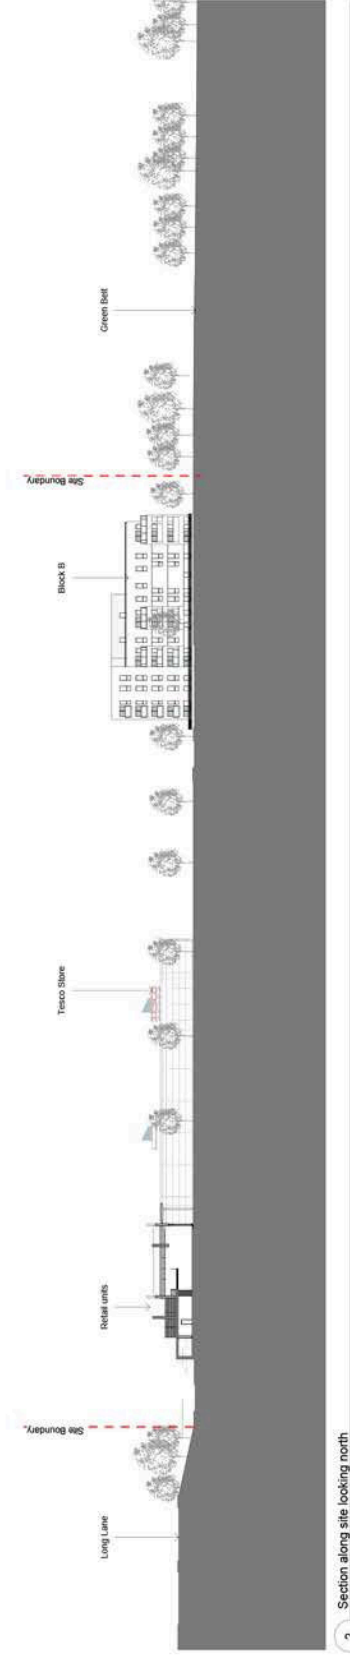 Long Lane
Site Boundary
Retail units
Tesco Store
Block B
Site Boundary
Green Belt
Section along site looking north